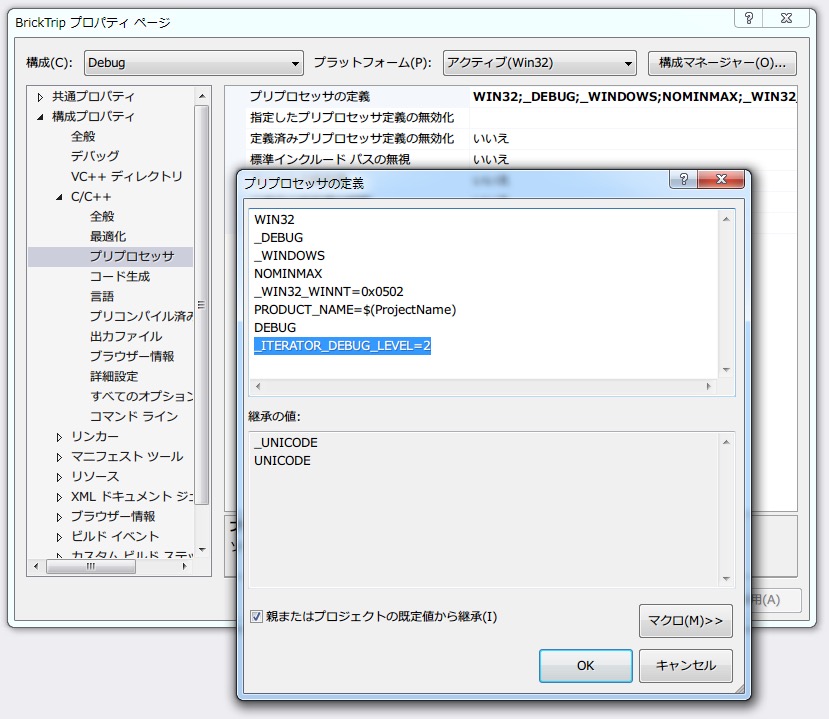 BrickTrip プロパティ ページ
構成(C): Debug プラットフォーム(P): アクティブ(Win32) 構成マネージャー(O)...
共通プロパティ
構成プロパティ
全般
デバッグ
VC++ ディレクトリ
C/C++
全般
最適化
プリプロセッサ
コード生成
言語
プリコンパイル済み
出力ファイル
ブラウザー情報
詳細設定
すべてのオプション
コマンド ライン
リンカー
マニフェスト ツール
リソース
XML ドキュメント ジェ
ブラウザー情報
ビルド イベント
カスタム ビルド ステッ
プリプロセッサの定義 WIN32;_DEBUG;_WINDOWS;NOMINMAX;_WIN32_
指定したプリプロセッサ定義の無効化
定義済みプリプロセッサ定義の無効化 いいえ
標準インクルード パスの無視 いいえ
プリプロセッサの定義
WIN32
_DEBUG
_WINDOWS
NOMINMAX
_WIN32_WINNT=0x0502
PRODUCT_NAME=$(ProjectName)
DEBUG
_ITERATOR_DEBUG_LEVEL=2
継承の値:
_UNICODE
UNICODE
親またはプロジェクトの既定値から継承(I)
マクロ(M)>>
OK キャンセル
用(A)